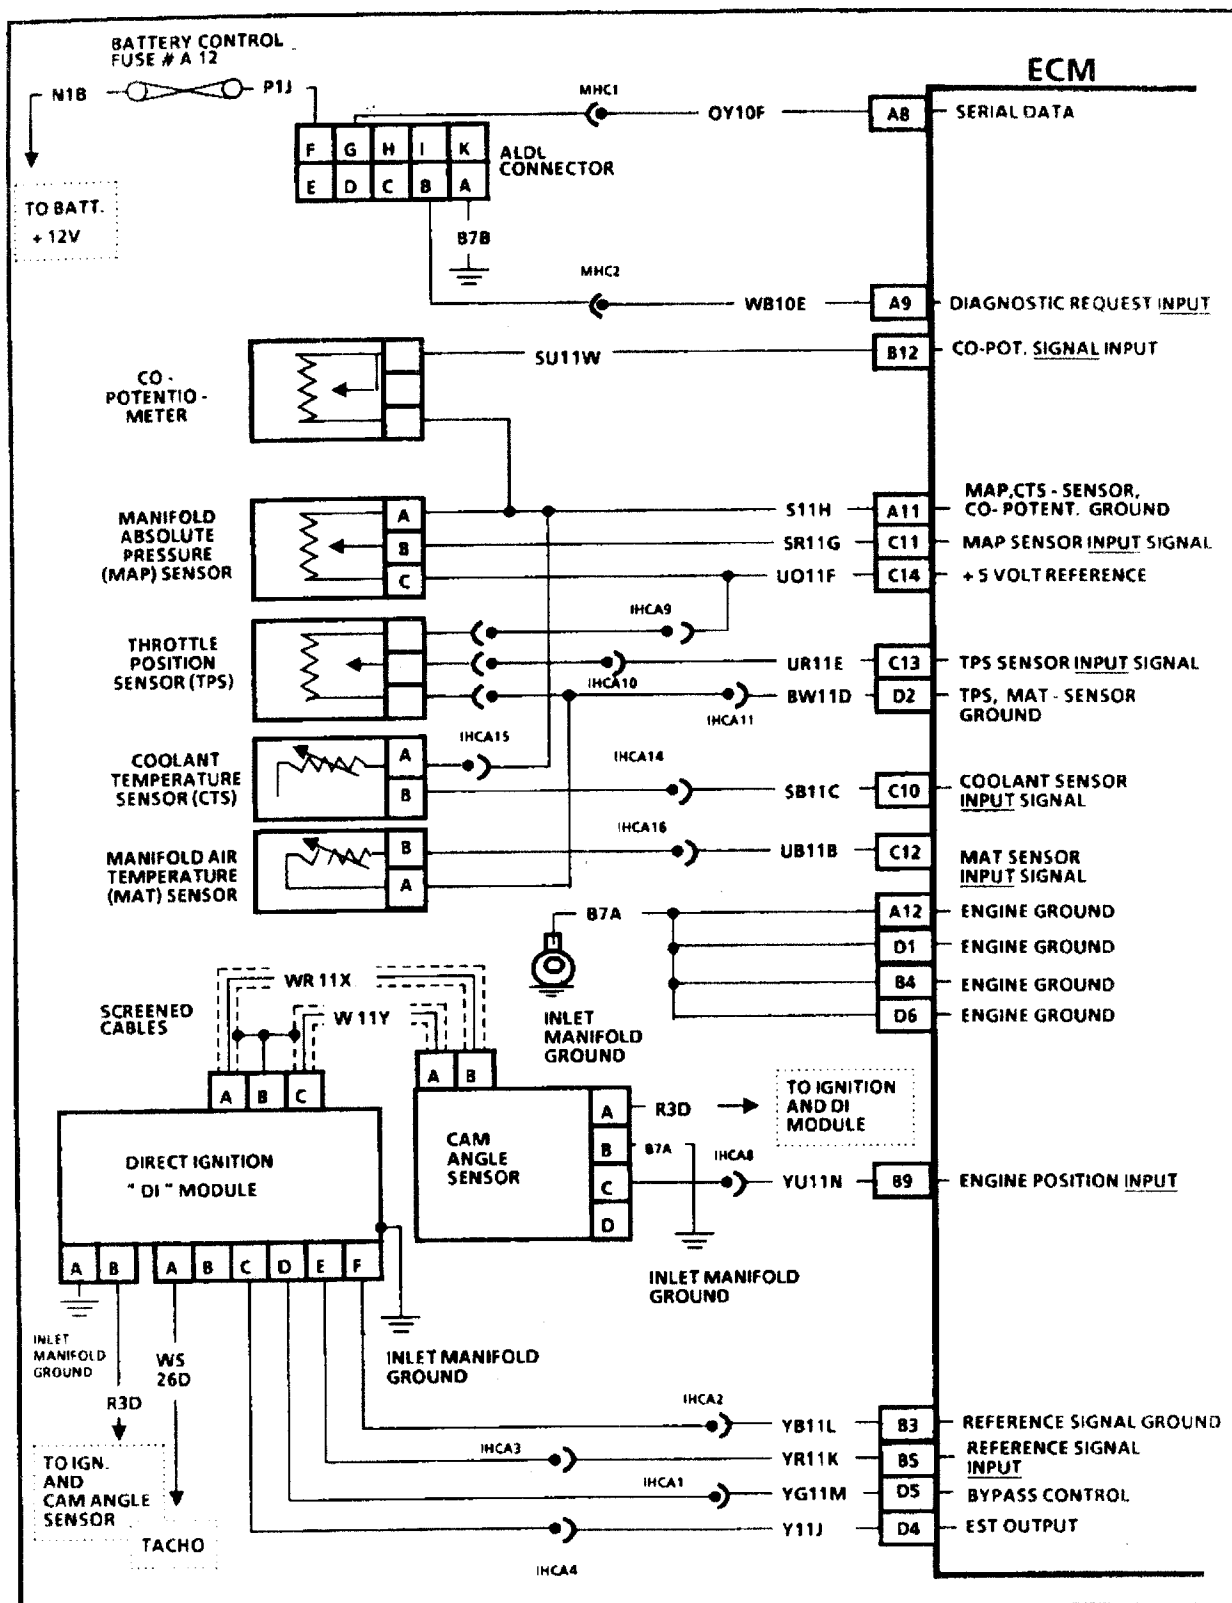 BATTERY CONTROL
FUSE # A 12
ECM
N1B
P1J
MHC1
OY10F
A8
SERIAL DATA
F G H I K
E D C B A
ALDL
CONNECTOR
TO BATT.
+ 12V
B7B
MHC2
WB10E
A9
DIAGNOSTIC REQUEST INPUT
SU11W
B12
CO-POT. SIGNAL INPUT
CO -
POTENTIO -
METER
MANIFOLD
ABSOLUTE
PRESSURE
(MAP) SENSOR
A
B
C
S11H
A11
MAP,CTS - SENSOR,
CO- POTENT. GROUND
SR11G
C11
MAP SENSOR INPUT SIGNAL
UO11F
C14
+ 5 VOLT REFERENCE
IHCA9
THROTTLE
POSITION
SENSOR (TPS)
IHCA10
UR11E
C13
TPS SENSOR INPUT SIGNAL
IHCA11
BW11D
D2
TPS, MAT - SENSOR
GROUND
COOLANT
TEMPERATURE
SENSOR (CTS)
A
B
IHCA15
IHCA14
SB11C
C10
COOLANT SENSOR
INPUT SIGNAL
MANIFOLD AIR
TEMPERATURE
(MAT) SENSOR
B
A
IHCA16
UB11B
C12
MAT SENSOR
INPUT SIGNAL
B7A
A12
ENGINE GROUND
D1
ENGINE GROUND
B4
ENGINE GROUND
D6
ENGINE GROUND
INLET
MANIFOLD
GROUND
SCREENED
CABLES
WR 11X
W 11Y
A B C
A B
DIRECT IGNITION
" DI " MODULE
CAM
ANGLE
SENSOR
A
B
C
D
R3D
TO IGNITION
AND DI
MODULE
B7A
IHCA8
YU11N
B9
ENGINE POSITION INPUT
INLET MANIFOLD
GROUND
A B
A B C D E F
INLET
MANIFOLD
GROUND
R3D
WS
26D
INLET MANIFOLD
GROUND
TO IGN.
AND
CAM ANGLE
SENSOR
TACHO
IHCA2
YB11L
B3
REFERENCE SIGNAL GROUND
IHCA3
YR11K
B5
REFERENCE SIGNAL
INPUT
IHCA1
YG11M
D5
BYPASS CONTROL
IHCA4
Y11J
D4
EST OUTPUT